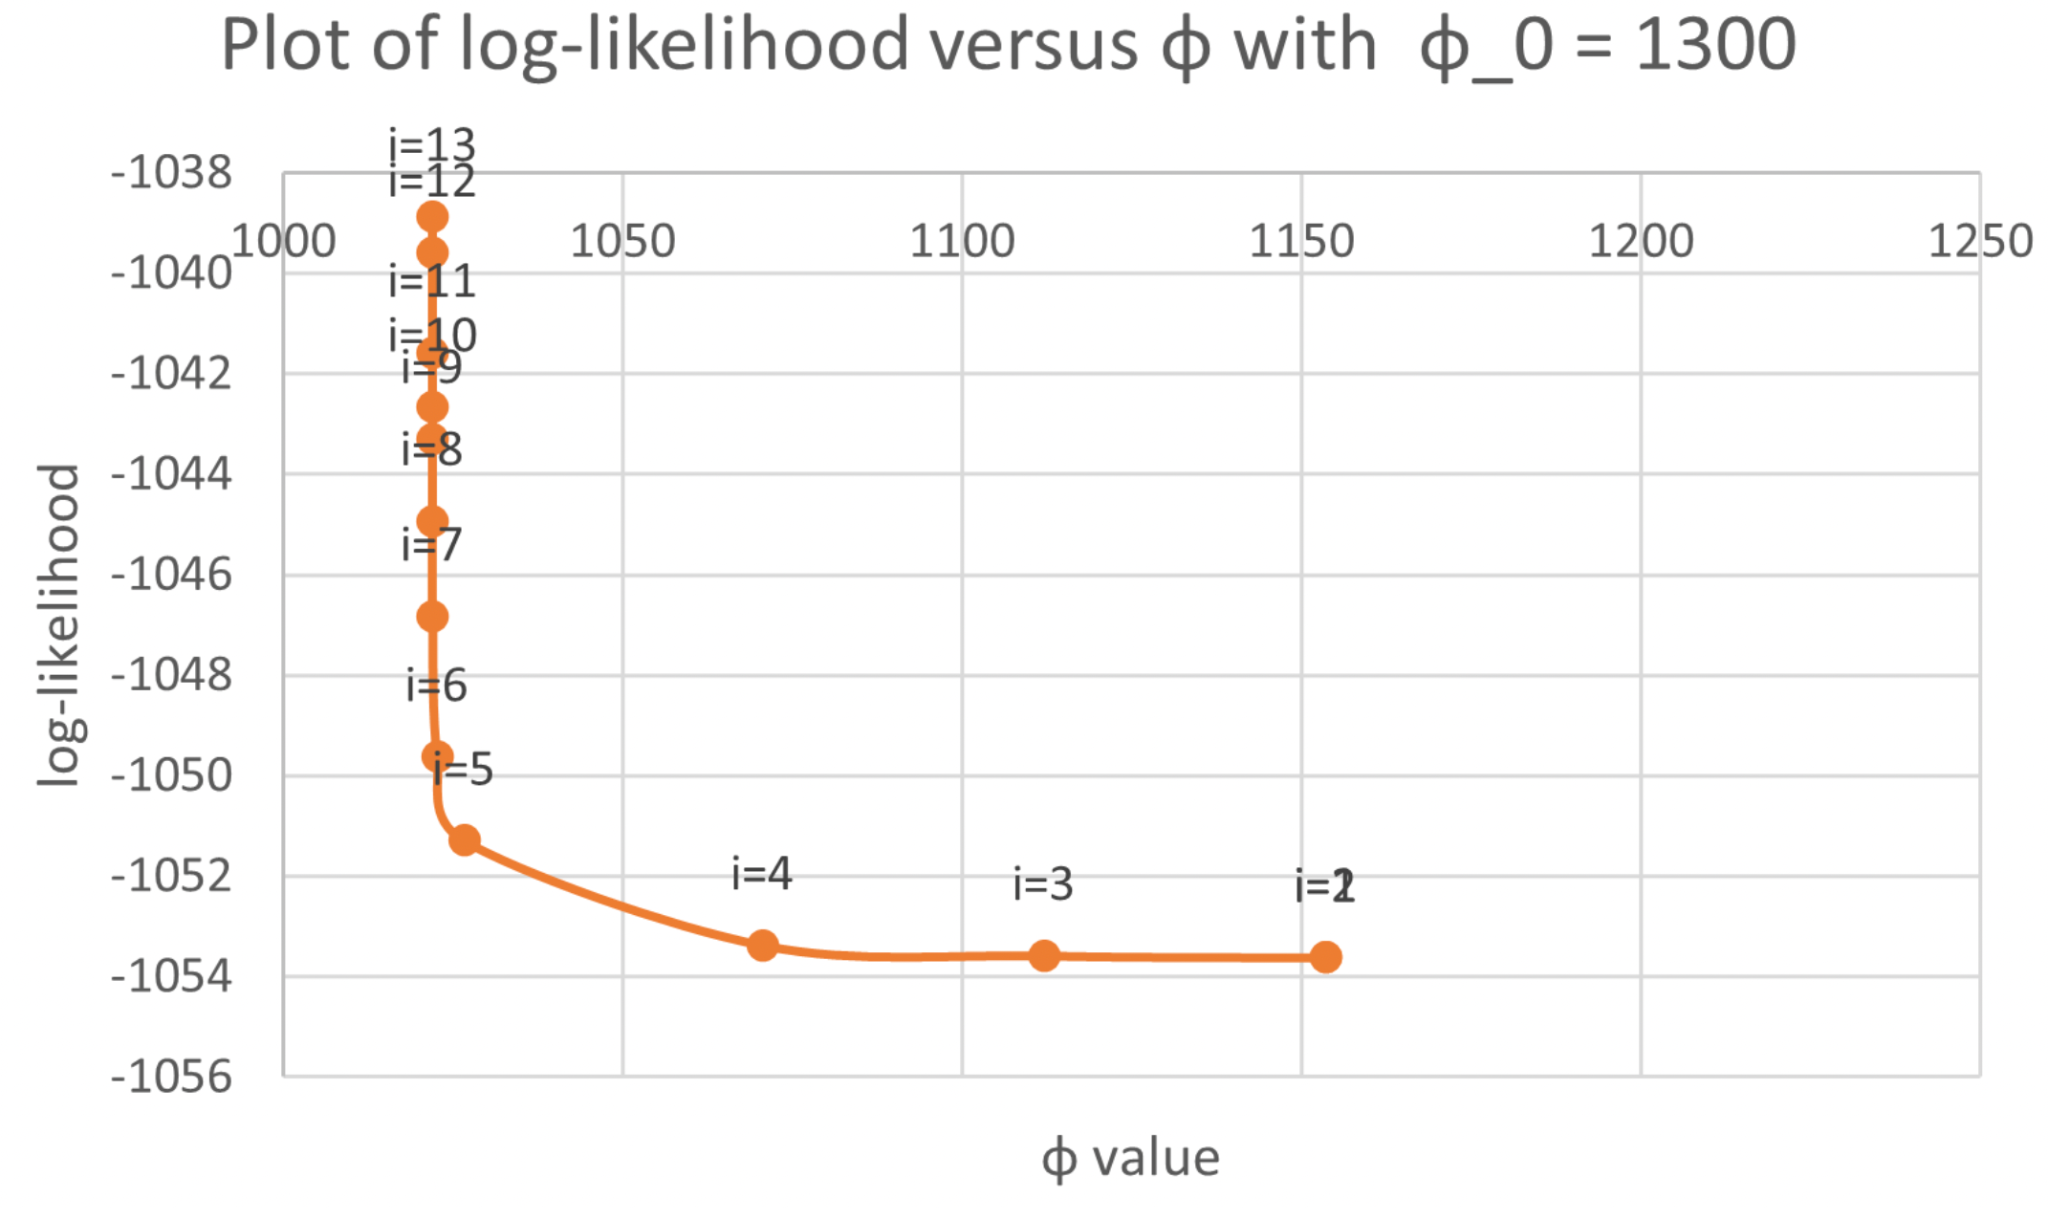 Plot of log-likelihood versus ϕ with ϕ_0 = 1300
i=13
-1038
i=12
1000 1050 1100 1150 1200 1250
-1040
i=11
i=10
i=9
-1042
i=8
-1044
i=7
-1046
i=6
-1048
i=5
-1050
i=4
i=3
i=2
i=1
-1052
-1054
-1056
log-likelihood
ϕ value